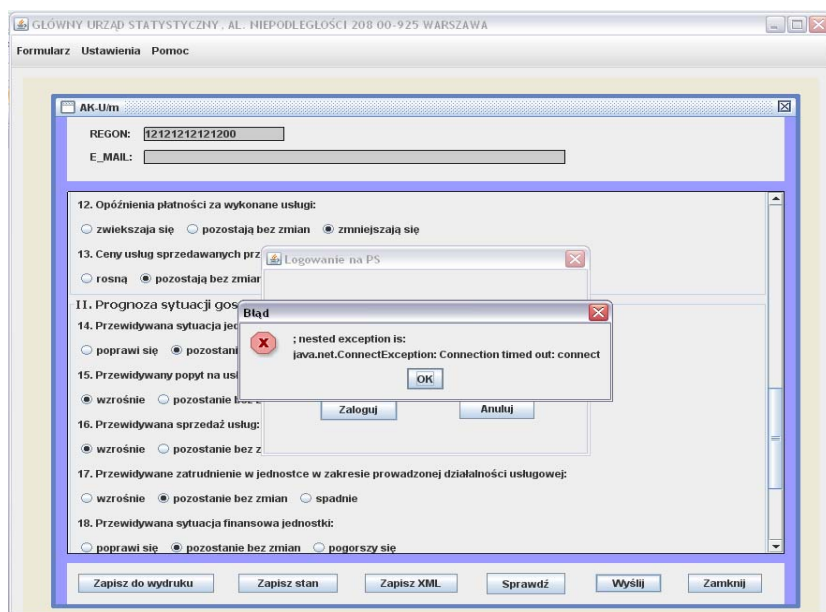 GŁÓWNY URZĄD STATYSTYCZNY, AL. NIEPODLEGŁOŚCI 208 00-925 WARSZAWA
Formularz Ustawienia Pomoc
AK-U/m
REGON: 12121212121200
E_MAIL:
12. Opóźnienia płatności za wykonane usługi:
zwiekszaja się pozostają bez zmian zmniejszają się
13. Ceny usług sprzedawanych prz
Logowanie na PS
rosną pozostają bez zmian
II. Prognoza sytuacji gos
Błąd
14. Przewidywana sytuacja jed
; nested exception is:
java.net.ConnectException: Connection timed out: connect
poprawi się pozostani
OK
15. Przewidywany popyt na usł
wzrośnie pozostanie bez z
Zaloguj Anuluj
16. Przewidywana sprzedaż usług:
wzrośnie pozostanie bez z
17. Przewidywane zatrudnienie w jednostce w zakresie prowadzonej działalności usługowej:
wzrośnie pozostanie bez zmian spadnie
18. Przewidywana sytuacja finansowa jednostki:
poprawi się pozostanie bez zmian pogorszy się
Zapisz do wydruku Zapisz stan Zapisz XML Sprawdź Wyślij Zamknij